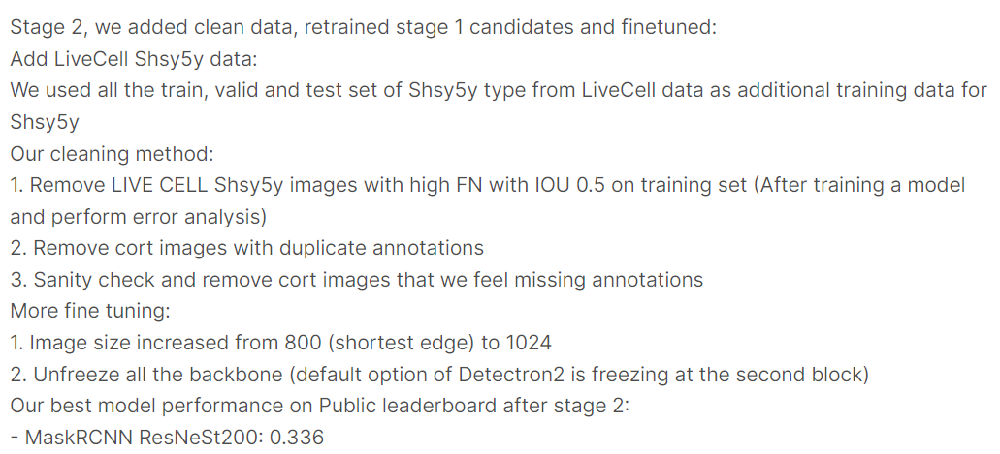 Stage 2, we added clean data, retrained stage 1 candidates and finetuned:
Add LiveCell Shsy5y data:
We used all the train, valid and test set of Shsy5y type from LiveCell data as additional training data for
Shsy5y
Our cleaning method:
1. Remove LIVE CELL Shsy5y images with high FN with IOU 0.5 on training set (After training a model
and perform error analysis)
2. Remove cort images with duplicate annotations
3. Sanity check and remove cort images that we feel missing annotations
More fine tuning:
1. Image size increased from 800 (shortest edge) to 1024
2. Unfreeze all the backbone (default option of Detectron2 is freezing at the second block)
Our best model performance on Public leaderboard after stage 2:
- MaskRCNN ResNeSt200: 0.336